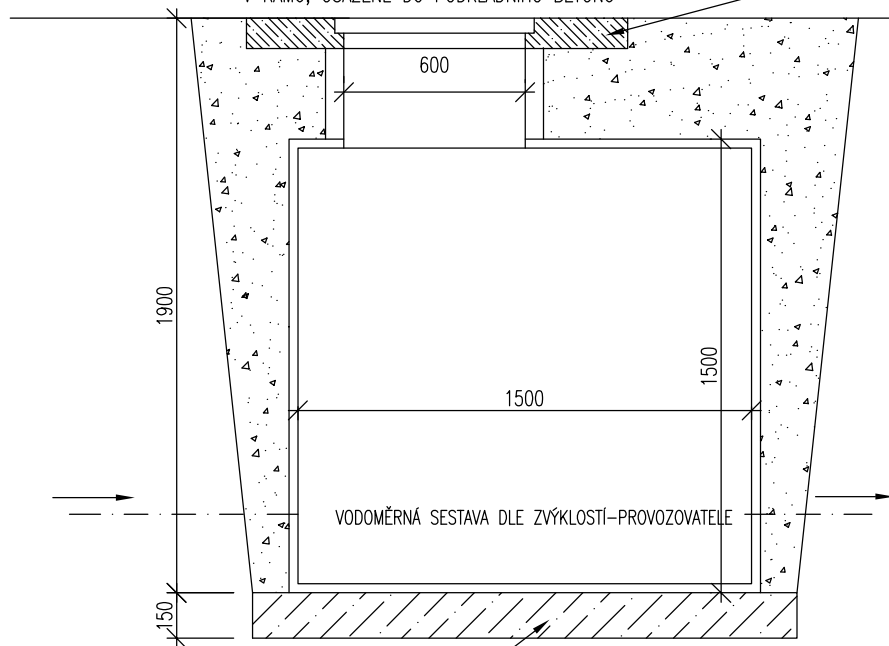 V RÁMU, OSAZENÉ DO PODKLADNÍHO BETONU
600
1900
1500
1500
VODOMĚRNÁ SESTAVA DLE ZVÝKLOSTÍ-PROVOZOVATELE
150